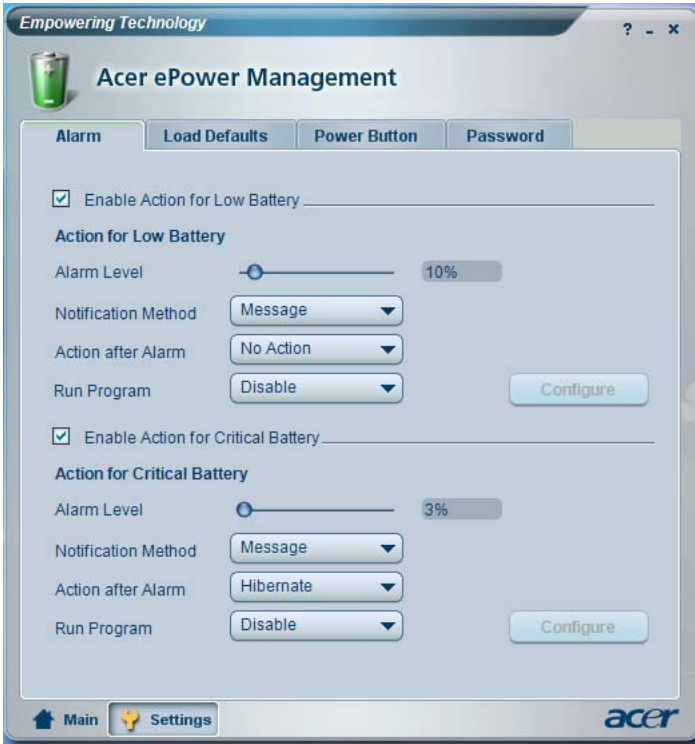 Empowering Technology
? - x
Acer ePower Management
Alarm Load Defaults Power Button Password
Enable Action for Low Battery
Action for Low Battery
Alarm Level 10%
Notification Method Message
Action after Alarm No Action
Run Program Disable Configure
Enable Action for Critical Battery
Action for Critical Battery
Alarm Level 3%
Notification Method Message
Action after Alarm Hibernate
Run Program Disable Configure
Main Settings acer